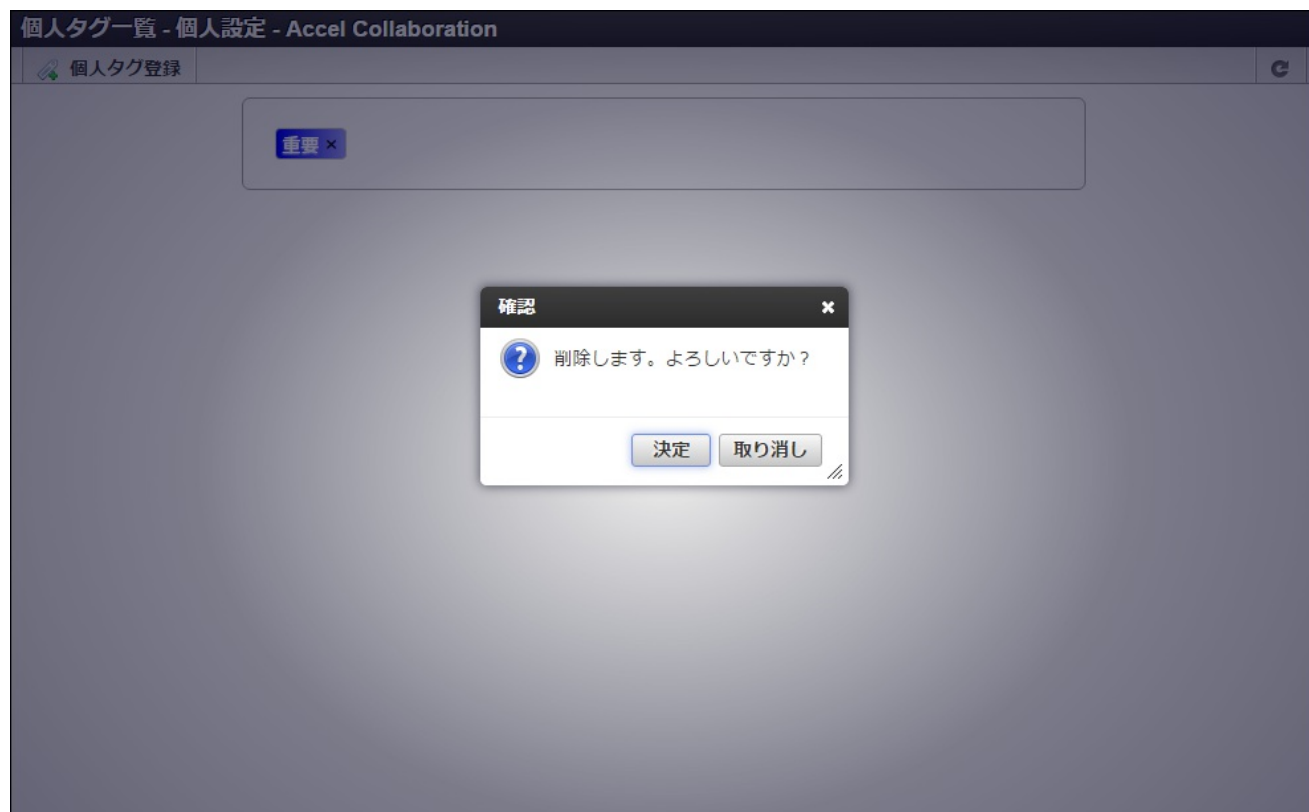 個人タグ一覧 - 個人設定 - Accel Collaboration
個人タグ登録
重要 ×
確認
削除します。よろしいですか？
決定 取り消し